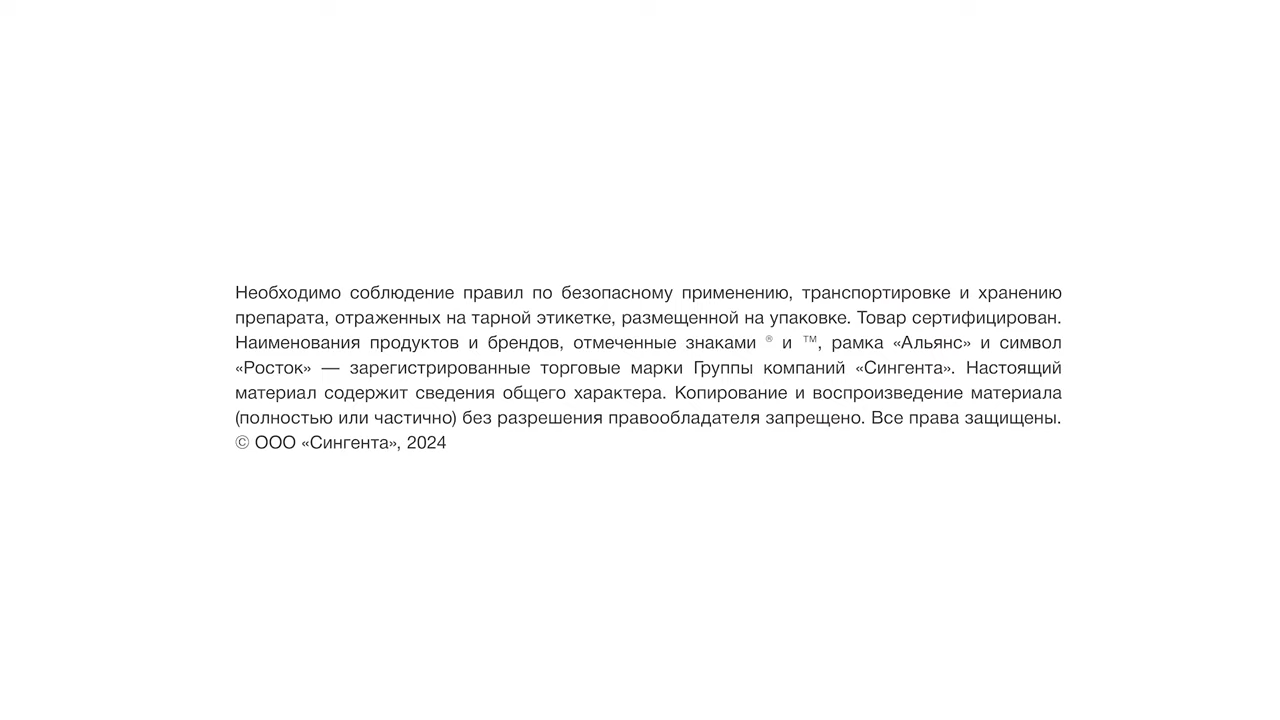 Необходимо соблюдение правил по безопасному применению, транспортировке и хранению
препарата, отраженных на тарной этикетке, размещенной на упаковке. Товар сертифицирован.
Наименования продуктов и брендов, отмеченные знаками ® и ™, рамка «Альянс» и символ
«Росток» — зарегистрированные торговые марки Группы компаний «Сингента». Настоящий
материал содержит сведения общего характера. Копирование и воспроизведение материала
(полностью или частично) без разрешения правообладателя запрещено. Все права защищены.
© ООО «Сингента», 2024